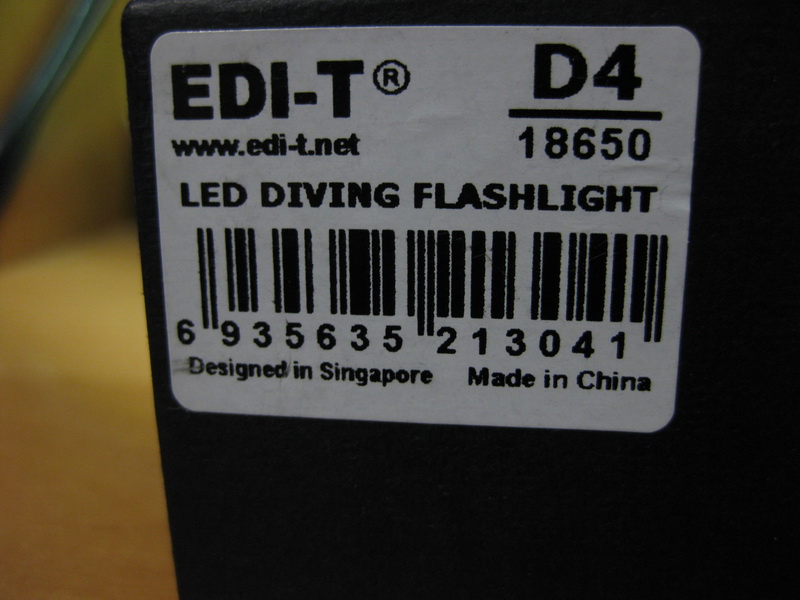 EDI-T® D4
www.edi-t.net 18650
LED DIVING FLASHLIGHT
6 935635 213041
Designed in Singapore Made in China